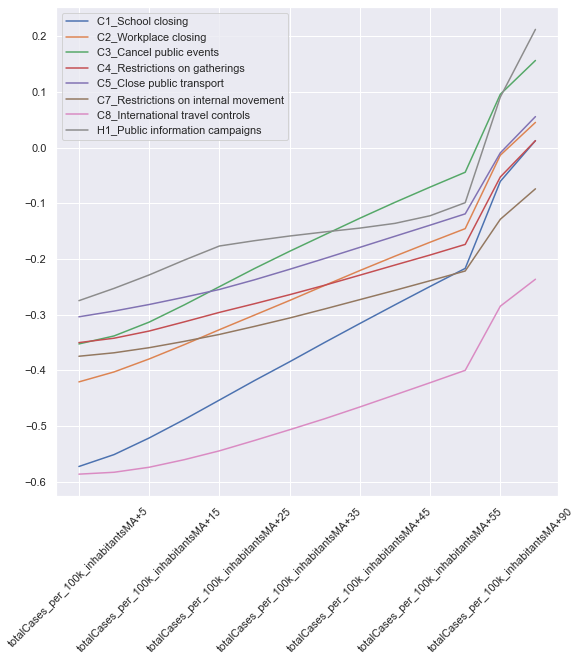 0.2
0.1
0.0
−0.1
−0.2
−0.3
−0.4
−0.5
−0.6
C1_School closing
C2_Workplace closing
C3_Cancel public events
C4_Restrictions on gatherings
C5_Close public transport
C7_Restrictions on internal movement
C8_International travel controls
H1_Public information campaigns
totalCases_per_100k_inhabitantsMA+5
totalCases_per_100k_inhabitantsMA+15
totalCases_per_100k_inhabitantsMA+25
totalCases_per_100k_inhabitantsMA+35
totalCases_per_100k_inhabitantsMA+45
totalCases_per_100k_inhabitantsMA+55
totalCases_per_100k_inhabitantsMA+90